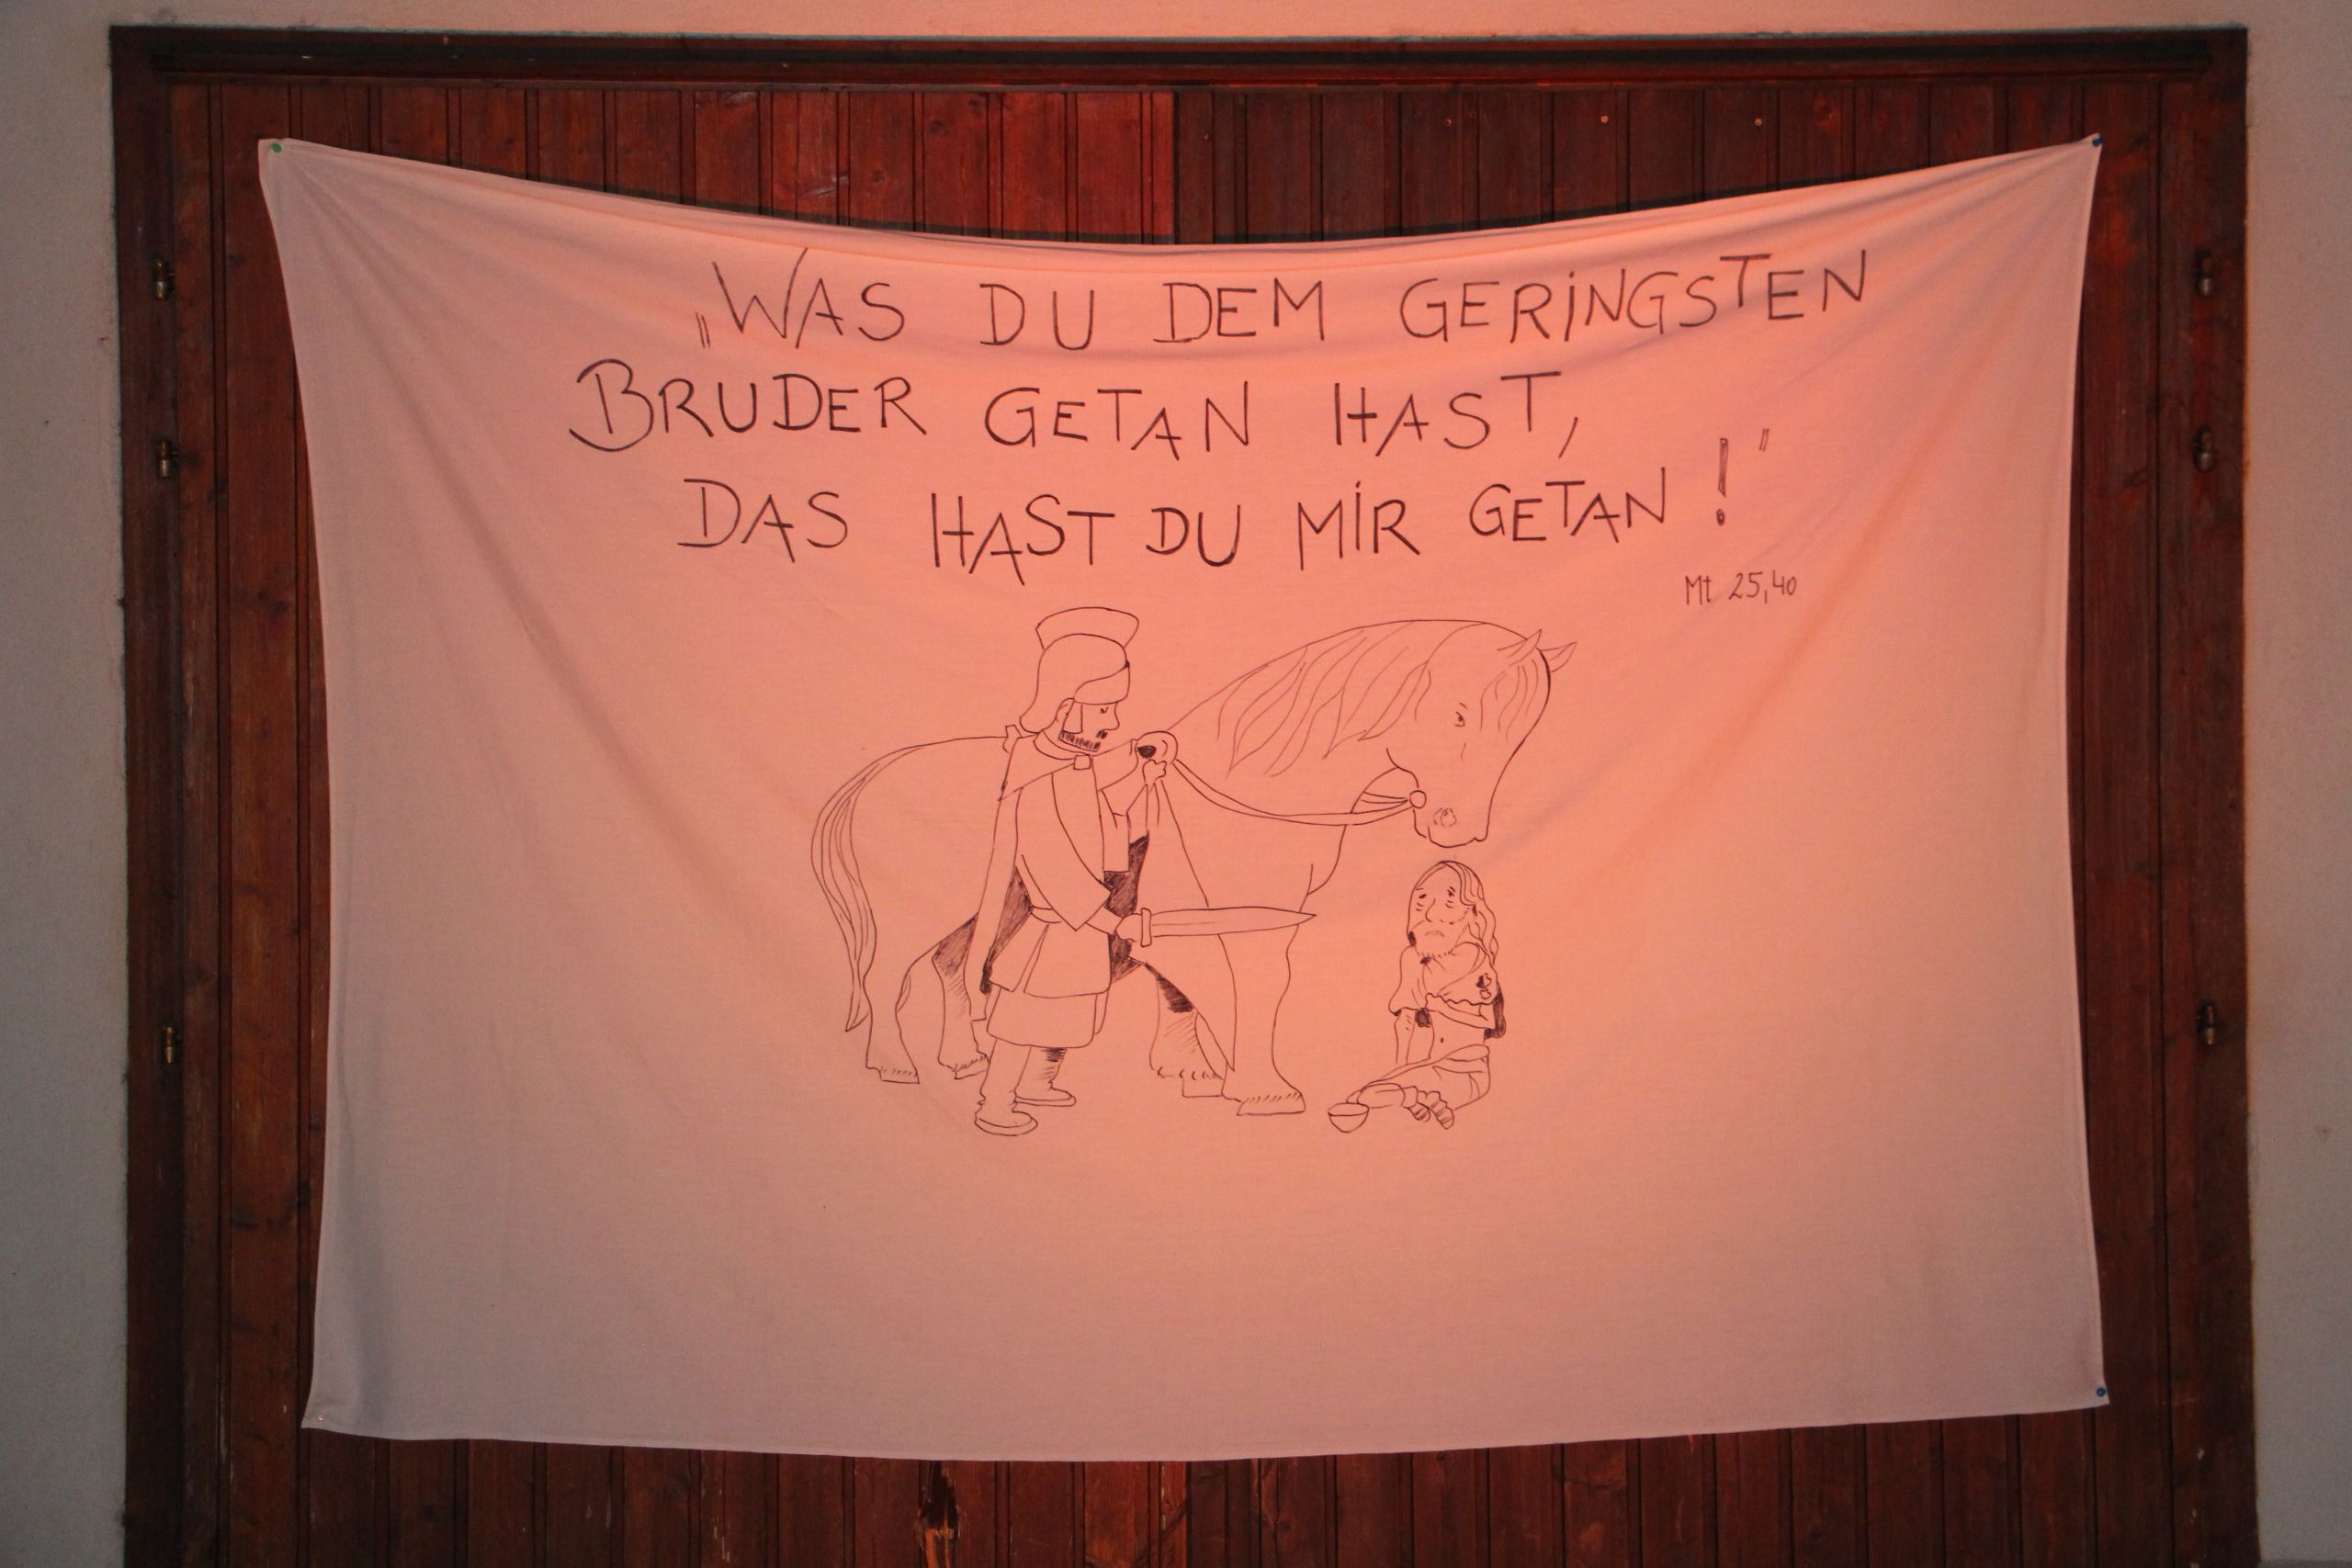 „WAS DU DEM GERINGSTEN
BRUDER GETAN HAST,
DAS HAST DU MIR GETAN!"
Mt 25,40